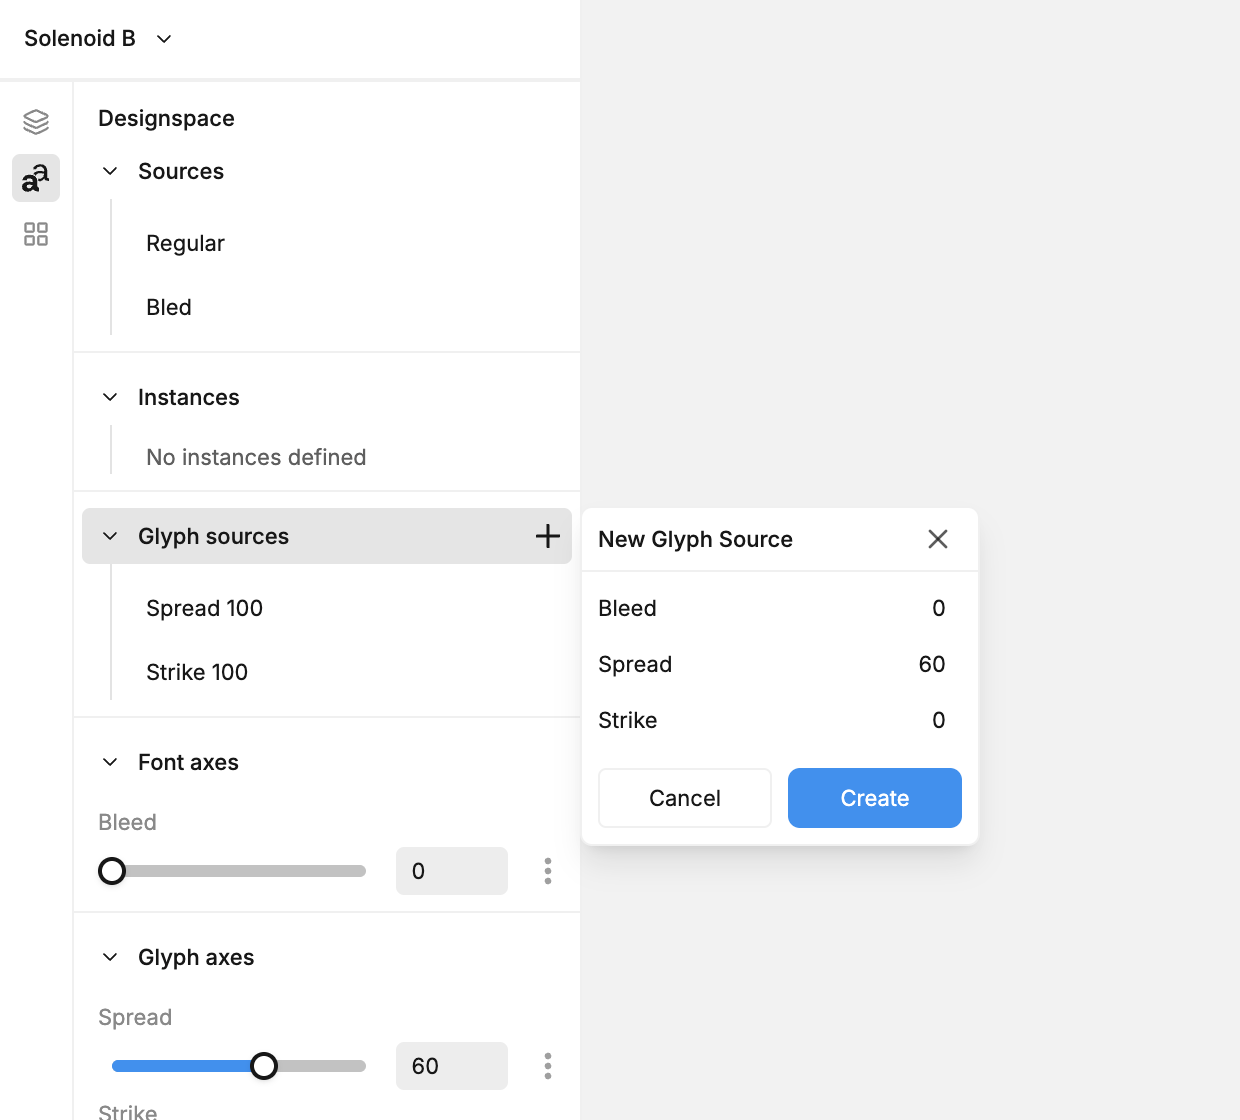 Solenoid B
Designspace
Sources
Regular
Bled
Instances
No instances defined
Glyph sources
Spread 100
Strike 100
Font axes
Bleed
0
Glyph axes
Spread
60
Strike
New Glyph Source
Bleed 0
Spread 60
Strike 0
Cancel Create